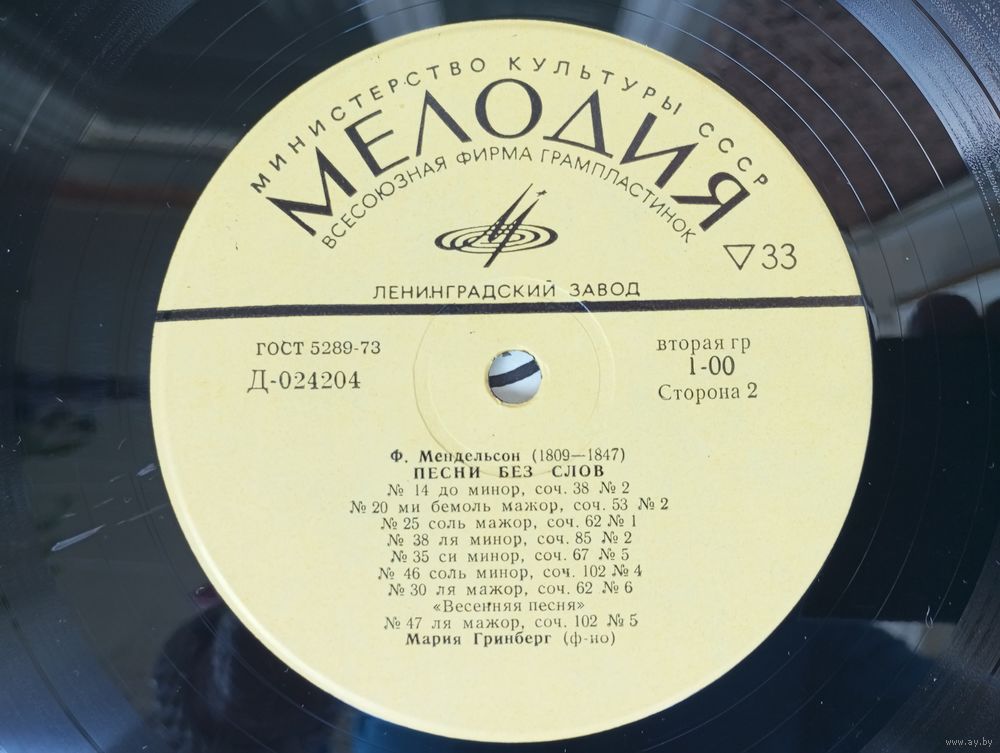 МИНИСТЕРСТВО КУЛЬТУРЫ СССР
МЕЛОДИЯ
ВСЕСОЮЗНАЯ ФИРМА ГРАМПЛАСТИНОК
33
ЛЕНИНГРАДСКИЙ ЗАВОД
ГОСТ 5289-73
Д-024204
вторая гр
1-00
Сторона 2
Ф. Мендельсон (1809—1847)
ПЕСНИ БЕЗ СЛОВ
№ 14 до минор, соч. 38 № 2
№ 20 ми бемоль мажор, соч. 53 № 2
№ 25 соль мажор, соч. 62 № 1
№ 38 ля минор, соч. 85 № 2
№ 35 си минор, соч. 67 № 5
№ 46 соль минор, соч. 102 № 4
№ 30 ля мажор, соч. 62 № 6
«Весенняя песня»
№ 47 ля мажор, соч. 102 № 5
Мария Гринберг (ф-но)
www.ay.by